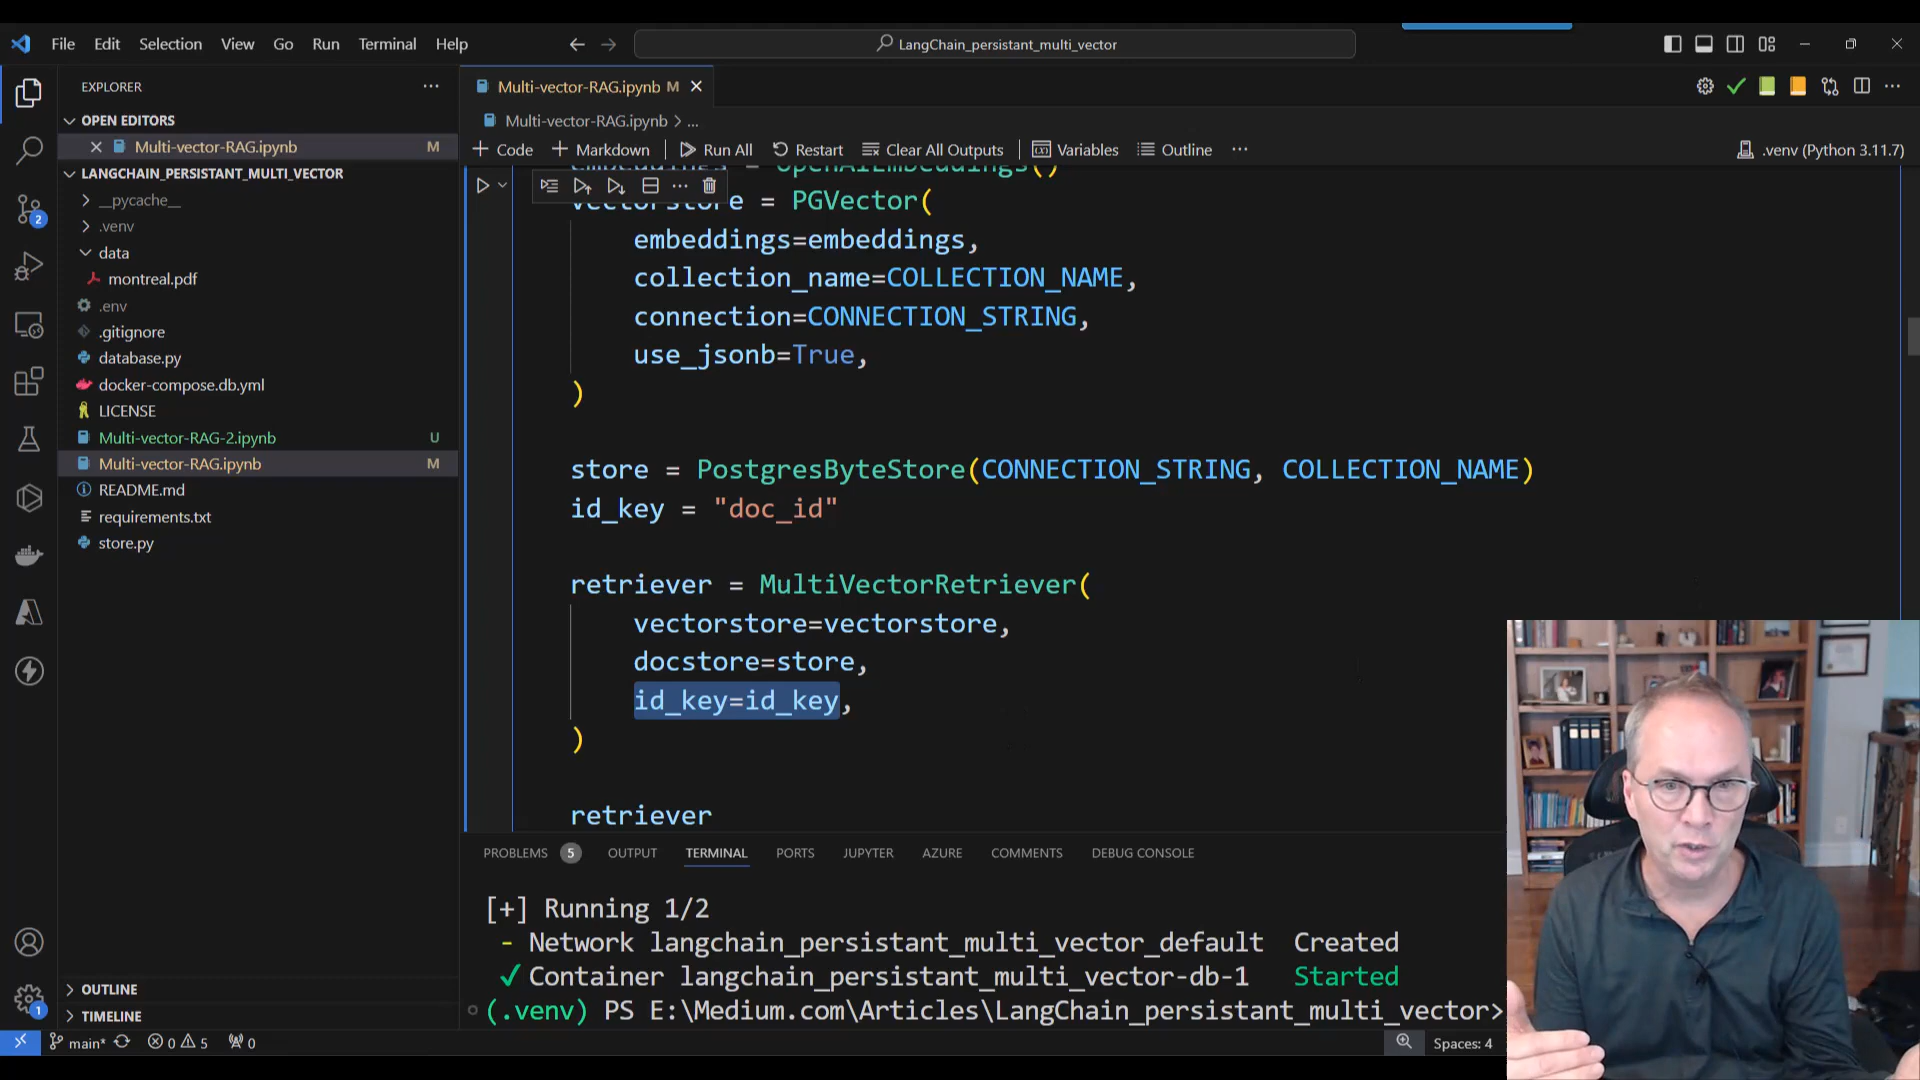 File Edit Selection View Go Run Terminal Help
LangChain_persistant_multi_vector
EXPLORER
OPEN EDITORS
Multi-vector-RAG.ipynb M
LANGCHAIN_PERSISTANT_MULTI_VECTOR
__pycache__
.venv
data
montreal.pdf
.env
.gitignore
database.py
docker-compose.db.yml
LICENSE
Multi-vector-RAG-2.ipynb U
Multi-vector-RAG.ipynb M
README.md
requirements.txt
store.py
OUTLINE
TIMELINE
Multi-vector-RAG.ipynb M
Multi-vector-RAG.ipynb > ...
+ Code + Markdown Run All Restart Clear All Outputs Variables Outline ...
.venv (Python 3.11.7)
embeddings = OpenAIEmbeddings()
vectorstore = PGVector(
embeddings=embeddings,
collection_name=COLLECTION_NAME,
connection=CONNECTION_STRING,
use_jsonb=True,
)
store = PostgresByteStore(CONNECTION_STRING, COLLECTION_NAME)
id_key = "doc_id"
retriever = MultiVectorRetriever(
vectorstore=vectorstore,
docstore=store,
id_key=id_key,
)
retriever
PROBLEMS 5 OUTPUT TERMINAL PORTS JUPYTER AZURE COMMENTS DEBUG CONSOLE
[+] Running 1/2
- Network langchain_persistant_multi_vector_default Created
✓ Container langchain_persistant_multi_vector-db-1 Started
(.venv) PS E:\Medium.com\Articles\LangChain_persistant_multi_vector>
2
1
main* 0 5 0
Spaces: 4